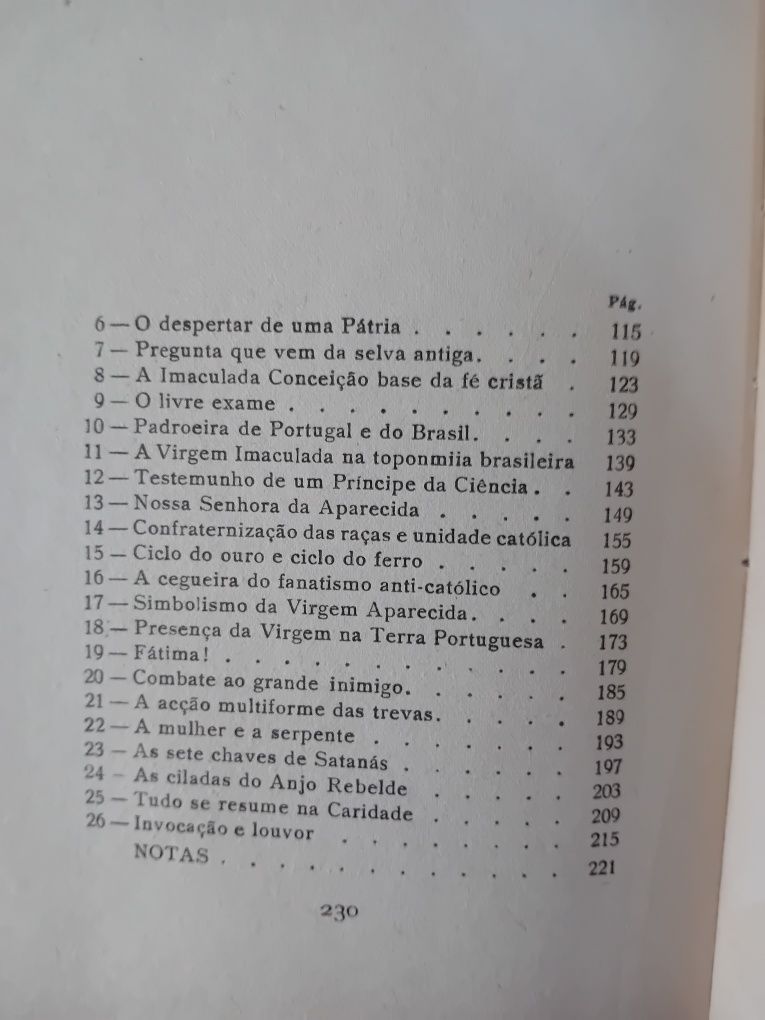 Pág.
6 — O despertar de uma Pátria . . . . . . 115
7 — Pregunta que vem da selva antiga. . . . 119
8 — A Imaculada Conceição base da fé cristã . 123
9 — O livre exame . . . . . . . . . . 129
10 — Padroeira de Portugal e do Brasil. . . . 133
11 — A Virgem Imaculada na toponmiia brasileira 139
12 — Testemunho de um Príncipe da Ciência . . 143
13 — Nossa Senhora da Aparecida . . . . . 149
14 — Confraternização das raças e unidade católica 155
15 — Ciclo do ouro e ciclo do ferro . . . . . 159
16 — A cegueira do fanatismo anti-católico . . 165
17 — Simbolismo da Virgem Aparecida. . . . 169
18 — Presença da Virgem na Terra Portuguesa . 173
19 — Fátima! . . . . . . . . . . . . 179
20 — Combate ao grande inimigo. . . . . . 185
21 — A acção multiforme das trevas. . . . . 189
22 — A mulher e a serpente . . . . . . . 193
23 — As sete chaves de Satanás . . . . . . 197
24 — As ciladas do Anjo Rebelde . . . . . 203
25 — Tudo se resume na Caridade . . . . . 209
26 — Invocação e louvor . . . . . . . . 215
NOTAS . . . . . . . . . . . . 221
230